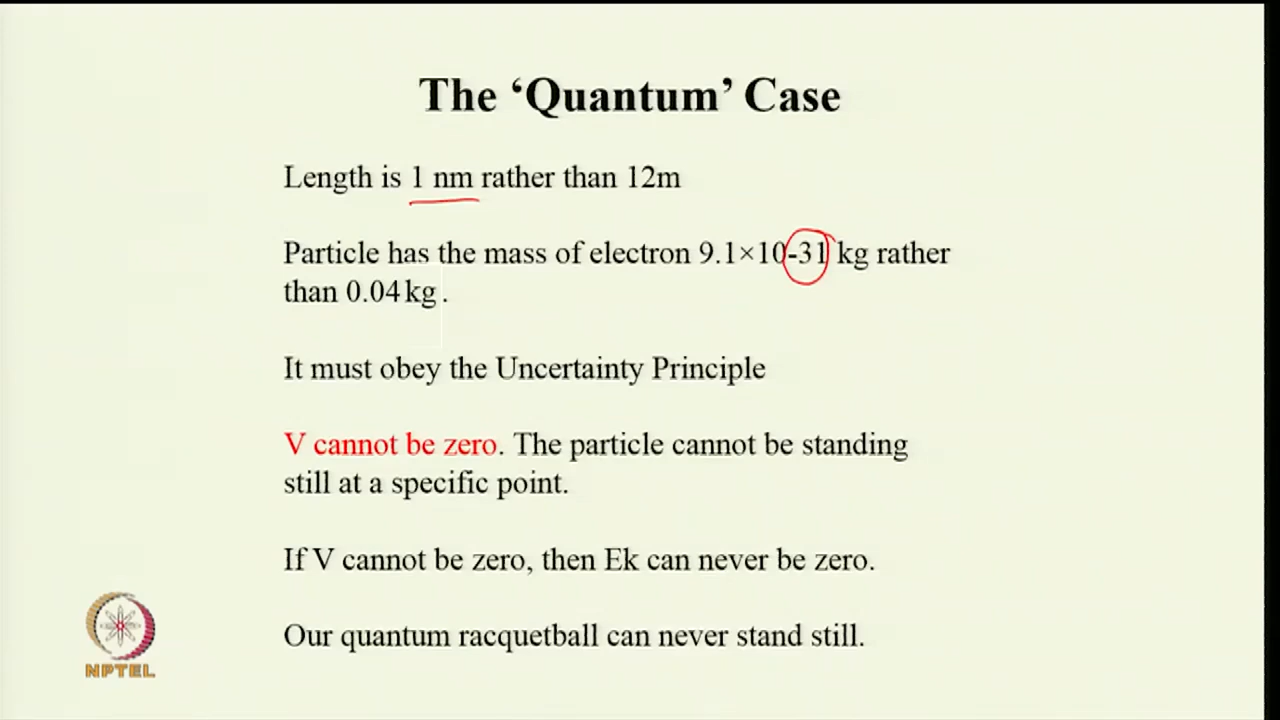 The ‘Quantum’ Case
Length is 1 nm rather than 12m
Particle has the mass of electron 9.1×10-31 kg rather
than 0.04 kg .
It must obey the Uncertainty Principle
V cannot be zero. The particle cannot be standing
still at a specific point.
If V cannot be zero, then Ek can never be zero.
Our quantum racquetball can never stand still.
NPTEL